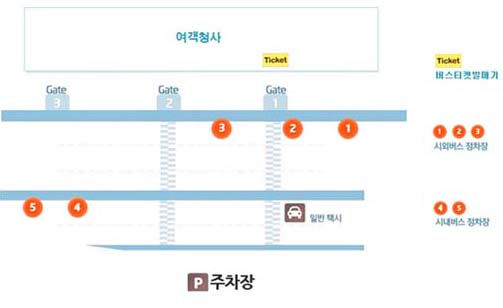 여객청사
Ticket
Ticket
버스티켓발매기
Gate
3
Gate
2
Gate
1
3
2
1
1 2 3
시외버스 정차장
5
4
일반 택시
4 5
시내버스 정차장
P 주차장